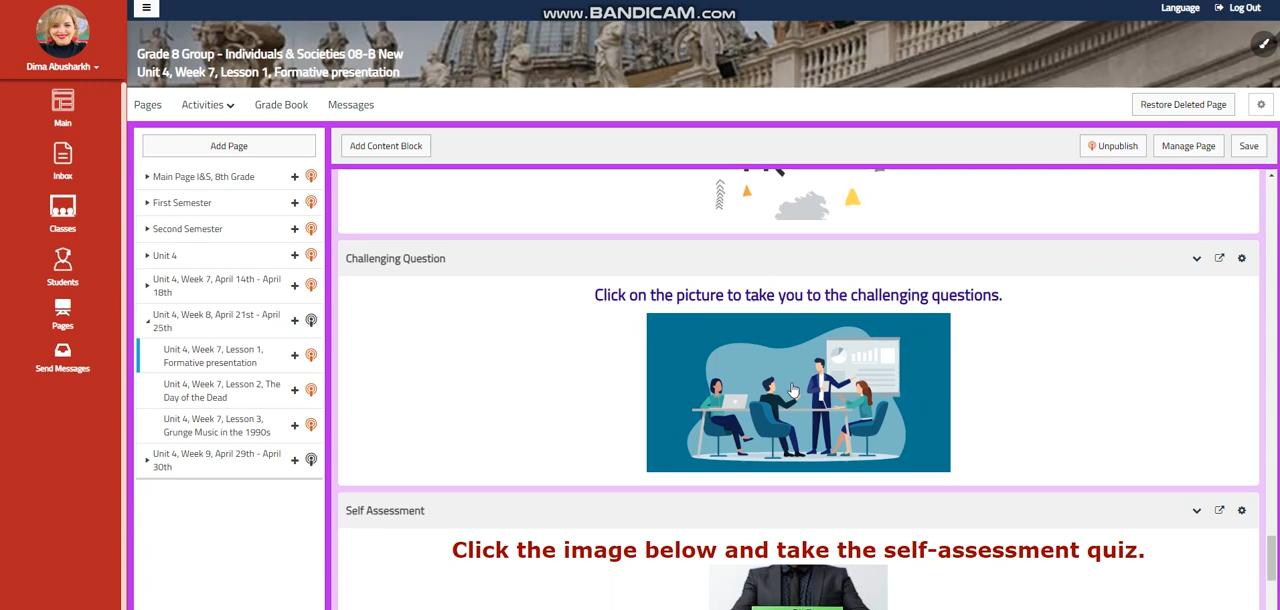 www.BANDICAM.com
Language
Log Out
Dima Abusharkh
Grade 8 Group - Individuals & Societies 08-B New
Unit 4, Week 7, Lesson 1, Formative presentation
Main
Inbox
Classes
Students
Pages
Send Messages
Pages
Activities
Grade Book
Messages
Restore Deleted Page
Add Page
Add Content Block
Unpublish
Manage Page
Save
Main Page I&S, 8th Grade
First Semester
Second Semester
Unit 4
Unit 4, Week 7, April 14th - April
18th
Unit 4, Week 8, April 21st - April
25th
Unit 4, Week 7, Lesson 1,
Formative presentation
Unit 4, Week 7, Lesson 2, The
Day of the Dead
Unit 4, Week 7, Lesson 3,
Grunge Music in the 1990s
Unit 4, Week 9, April 29th - April
30th
Challenging Question
Click on the picture to take you to the challenging questions.
Self Assessment
Click the image below and take the self-assessment quiz.